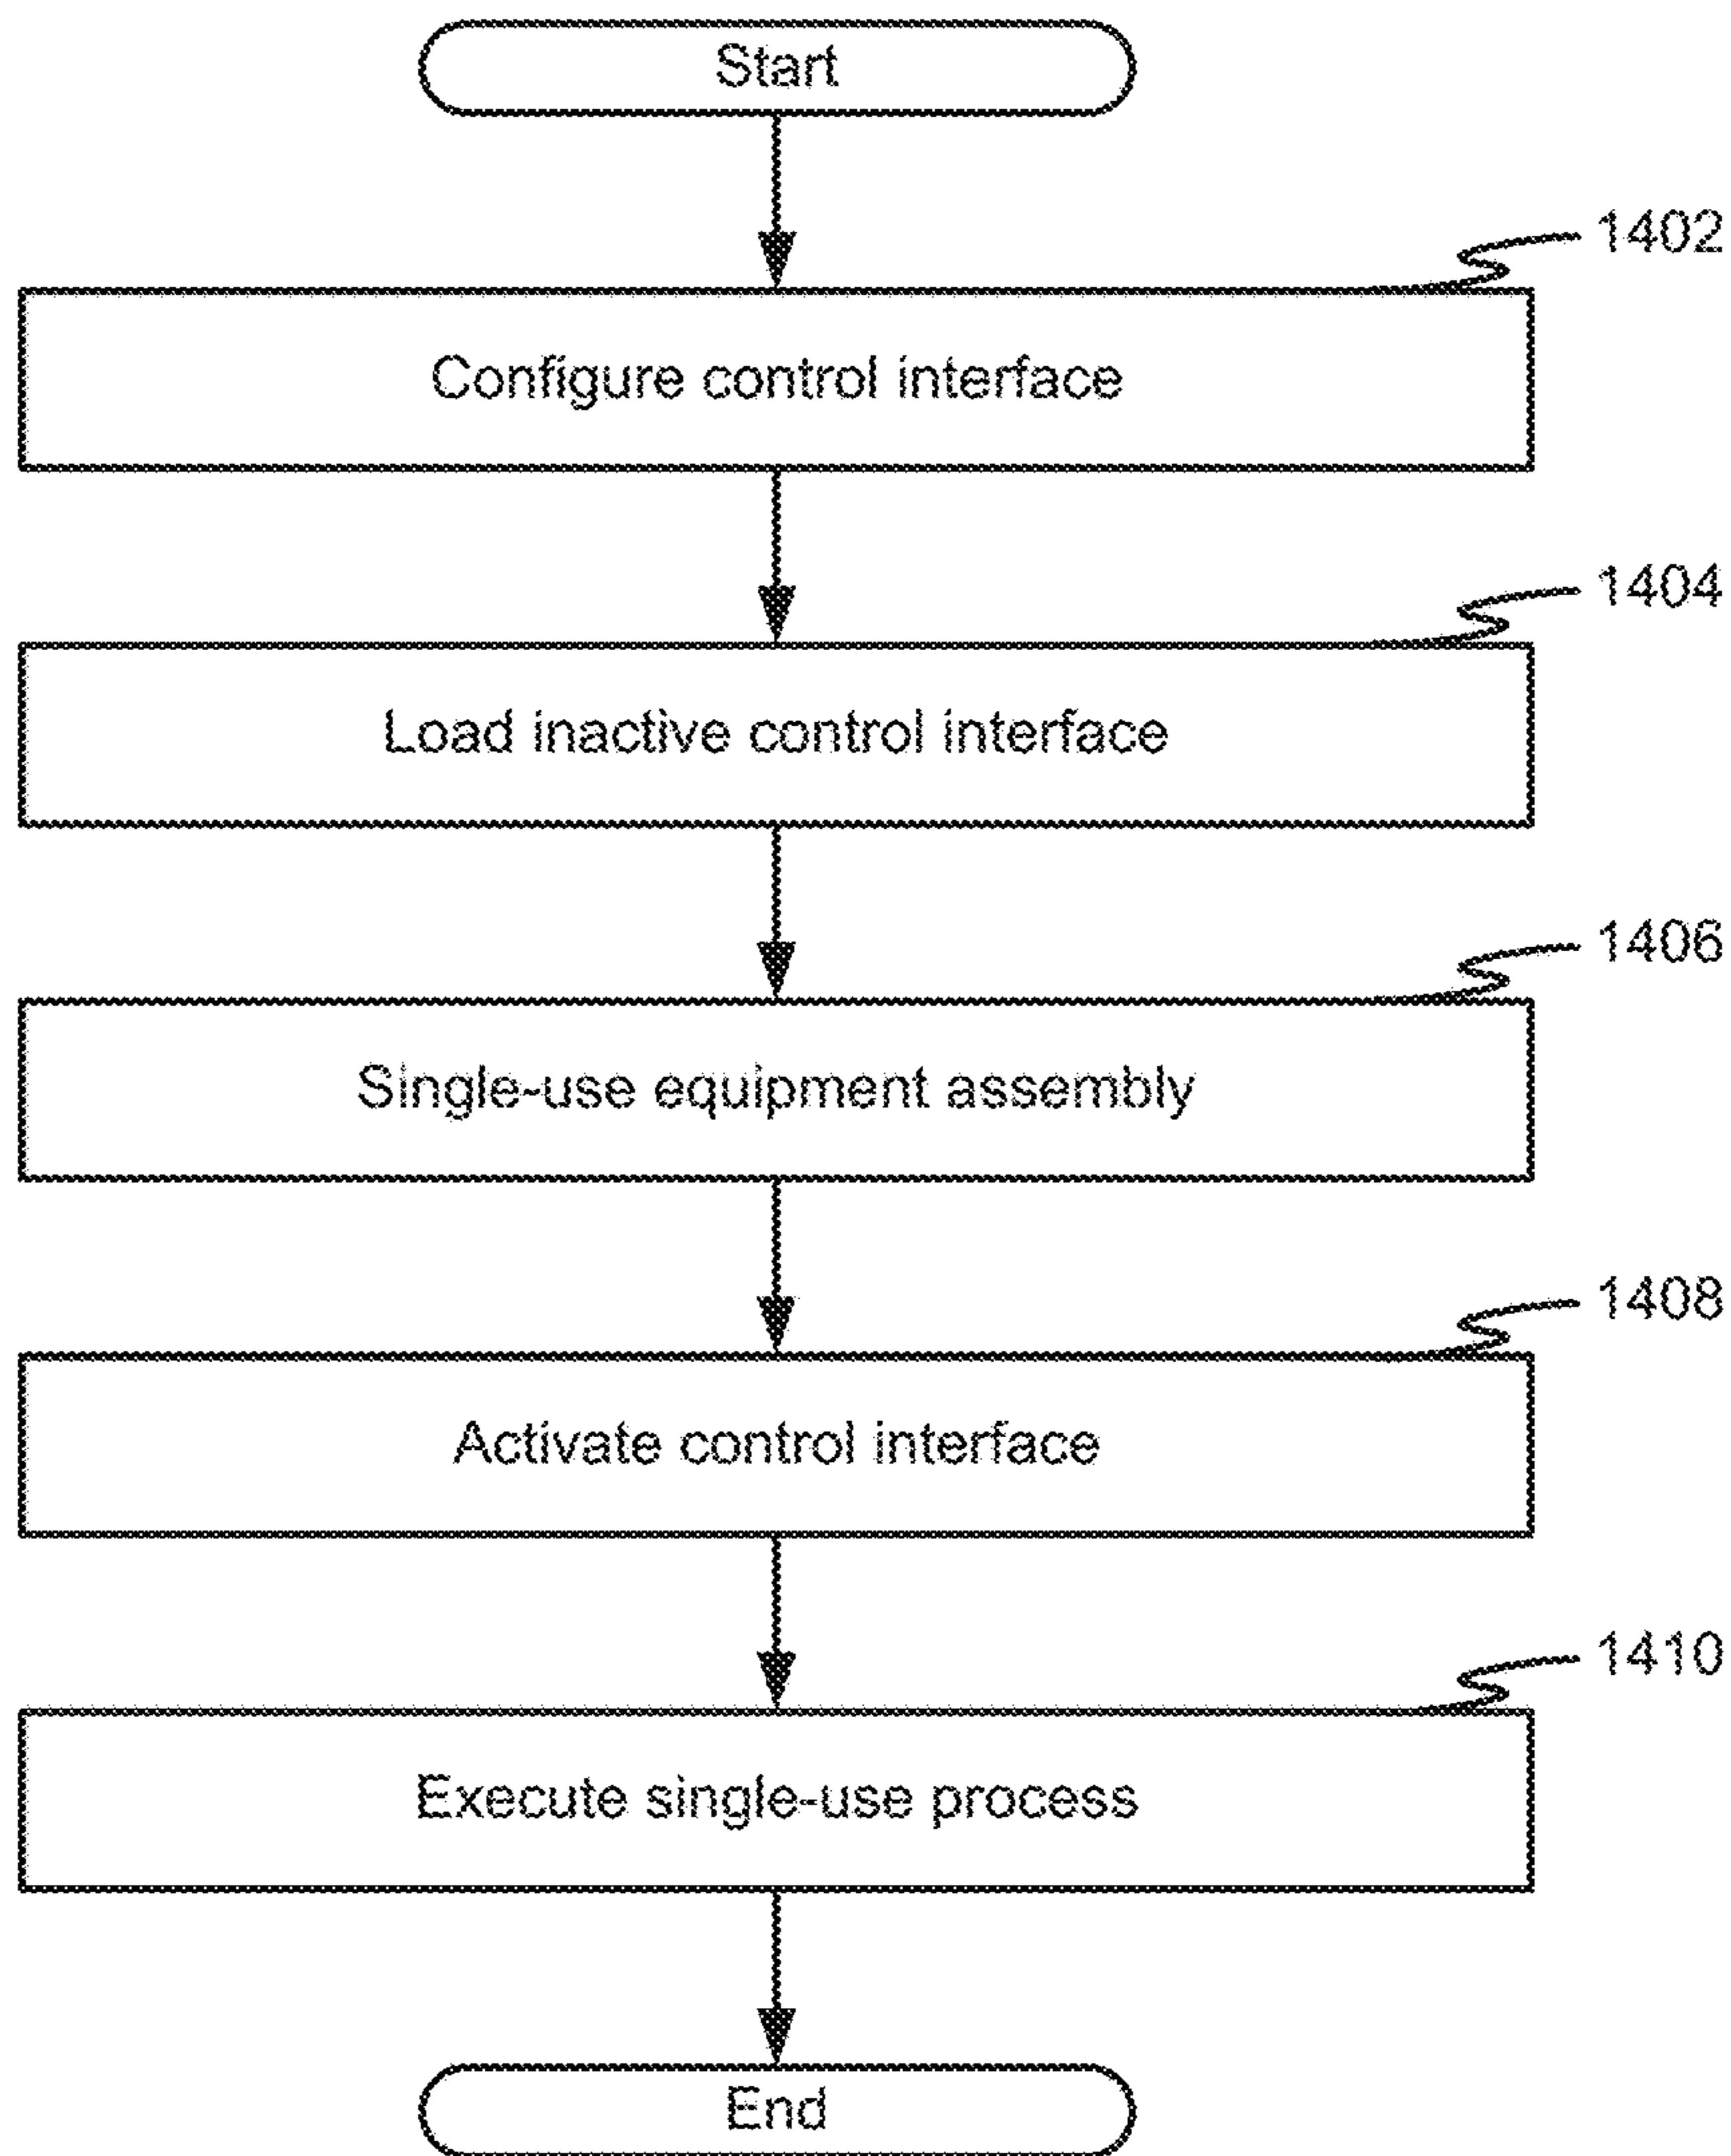 Start
1402
Configure control interface
1404
Load inactive control interface
1406
Single-use equipment assembly
1408
Activate control interface
1410
Execute single-use process
End